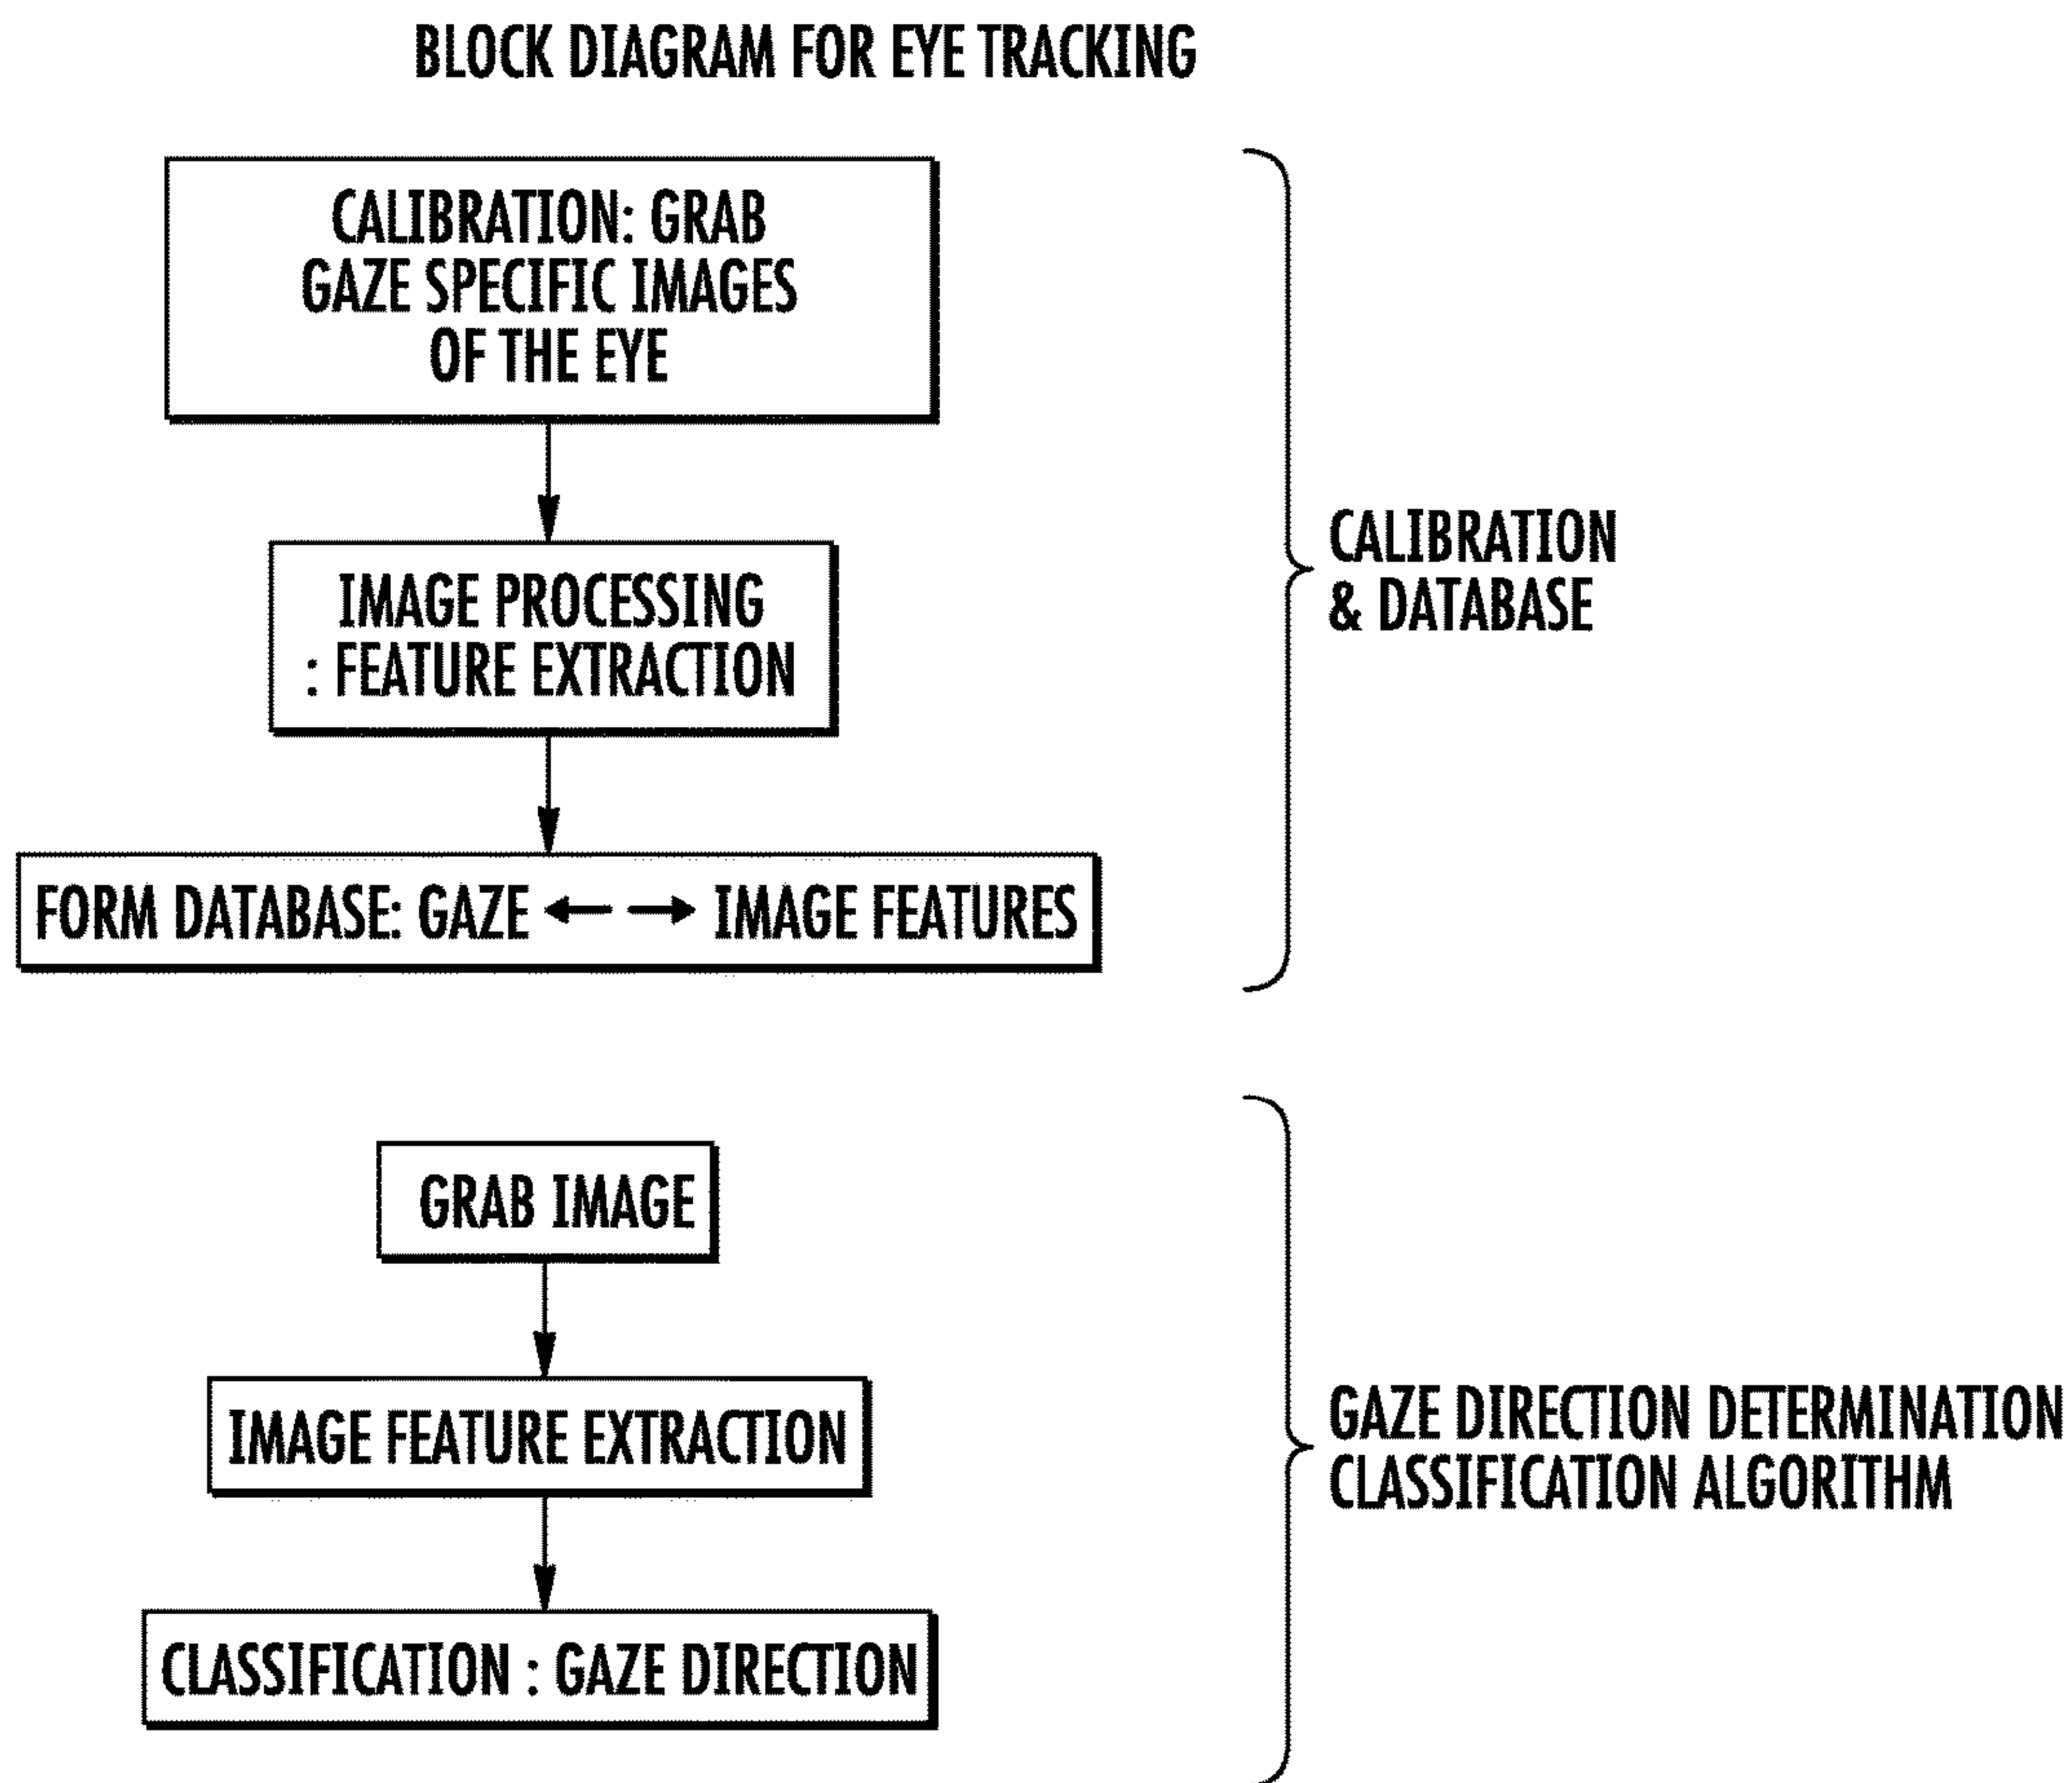 BLOCK DIAGRAM FOR EYE TRACKING
CALIBRATION: GRAB
GAZE SPECIFIC IMAGES
OF THE EYE
IMAGE PROCESSING
: FEATURE EXTRACTION
FORM DATABASE: GAZE ←→ IMAGE FEATURES
CALIBRATION
& DATABASE
GRAB IMAGE
IMAGE FEATURE EXTRACTION
CLASSIFICATION : GAZE DIRECTION
GAZE DIRECTION DETERMINATION
CLASSIFICATION ALGORITHM